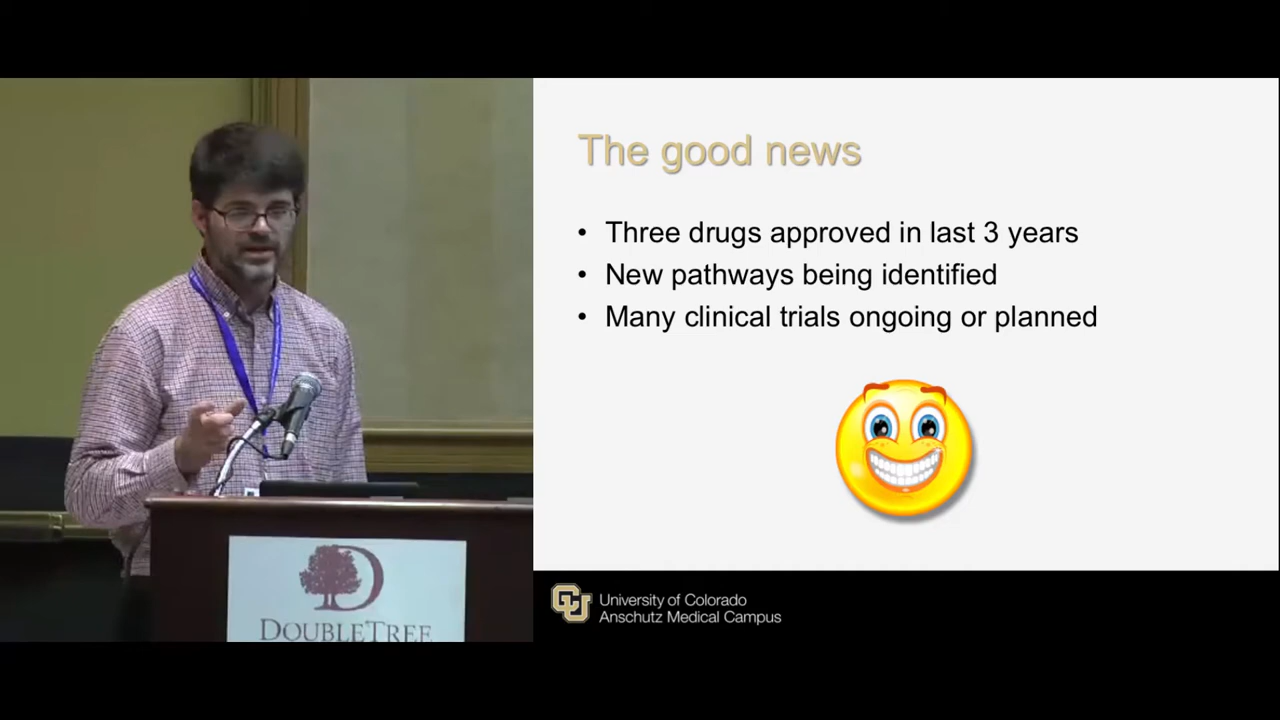 The good news
• Three drugs approved in last 3 years
• New pathways being identified
• Many clinical trials ongoing or planned
CU
University of Colorado
Anschutz Medical Campus
D
DOUBLETREE